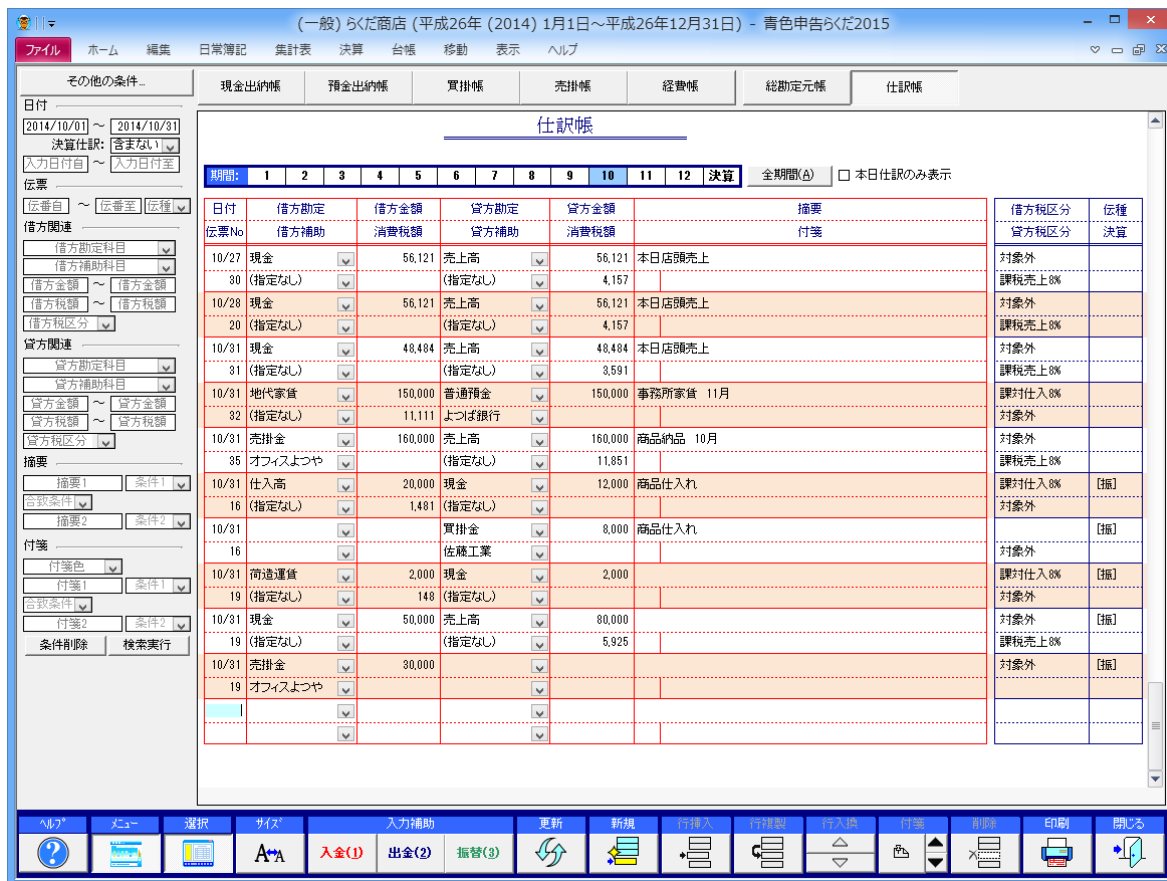 (一般) らくだ商店 (平成26年 (2014) 1月1日～平成26年12月31日) - 青色申告らくだ2015
ファイル ホーム 編集 日常簿記 集計表 決算 台帳 移動 表示 ヘルプ
その他の条件...
現金出納帳 預金出納帳 買掛帳 売掛帳 経費帳 総勘定元帳 仕訳帳
日付
2014/10/01 ～ 2014/10/31
決算仕訳: 含まない
入力日付自 ～ 入力日付至
伝票
伝番自 ～ 伝番至 伝種
借方関連
借方勘定科目
借方補助科目
借方金額 ～ 借方金額
借方税額 ～ 借方税額
借方税区分
貸方関連
貸方勘定科目
貸方補助科目
貸方金額 ～ 貸方金額
貸方税額 ～ 貸方税額
貸方税区分
摘要
摘要1 条件1
合致条件
摘要2 条件2
付箋
付箋色
付箋1 条件1
合致条件
付箋2 条件2
条件削除 検索実行
仕訳帳
期間: 1 2 3 4 5 6 7 8 9 10 11 12 決算 全期間(A) 本日仕訳のみ表示
日付 借方勘定 借方金額 貸方勘定 貸方金額 摘要 借方税区分 伝種
伝票No 借方補助 消費税額 貸方補助 消費税額 付箋 貸方税区分 決算
10/27 現金 56,121 売上高 56,121 本日店頭売上 対象外
30 (指定なし) (指定なし) 4,157 課税売上8%
10/28 現金 56,121 売上高 56,121 本日店頭売上 対象外
20 (指定なし) (指定なし) 4,157 課税売上8%
10/31 現金 48,484 売上高 48,484 本日店頭売上 対象外
31 (指定なし) (指定なし) 3,591 課税売上8%
10/31 地代家賃 150,000 普通預金 150,000 事務所家賃 11月 課対仕入8%
32 (指定なし) 11,111 よつば銀行 対象外
10/31 売掛金 160,000 売上高 160,000 商品納品 10月 対象外
35 オフィスよつや (指定なし) 11,851 課税売上8%
10/31 仕入高 20,000 現金 12,000 商品仕入れ 課対仕入8% [振]
16 (指定なし) 1,481 (指定なし) 対象外
10/31 買掛金 8,000 商品仕入れ [振]
16 佐藤工業 対象外
10/31 荷造運賃 2,000 現金 2,000 課対仕入8% [振]
19 (指定なし) 148 (指定なし) 対象外
10/31 現金 50,000 売上高 80,000 対象外 [振]
19 (指定なし) (指定なし) 5,925 課税売上8%
10/31 売掛金 30,000 対象外 [振]
19 オフィスよつや
ヘルプ メニュー 選択 サイズ 入力補助 更新 新規 行挿入 行複製 行入換 付箋 削除 印刷 閉じる
A↔A 入金(1) 出金(2) 振替(3)